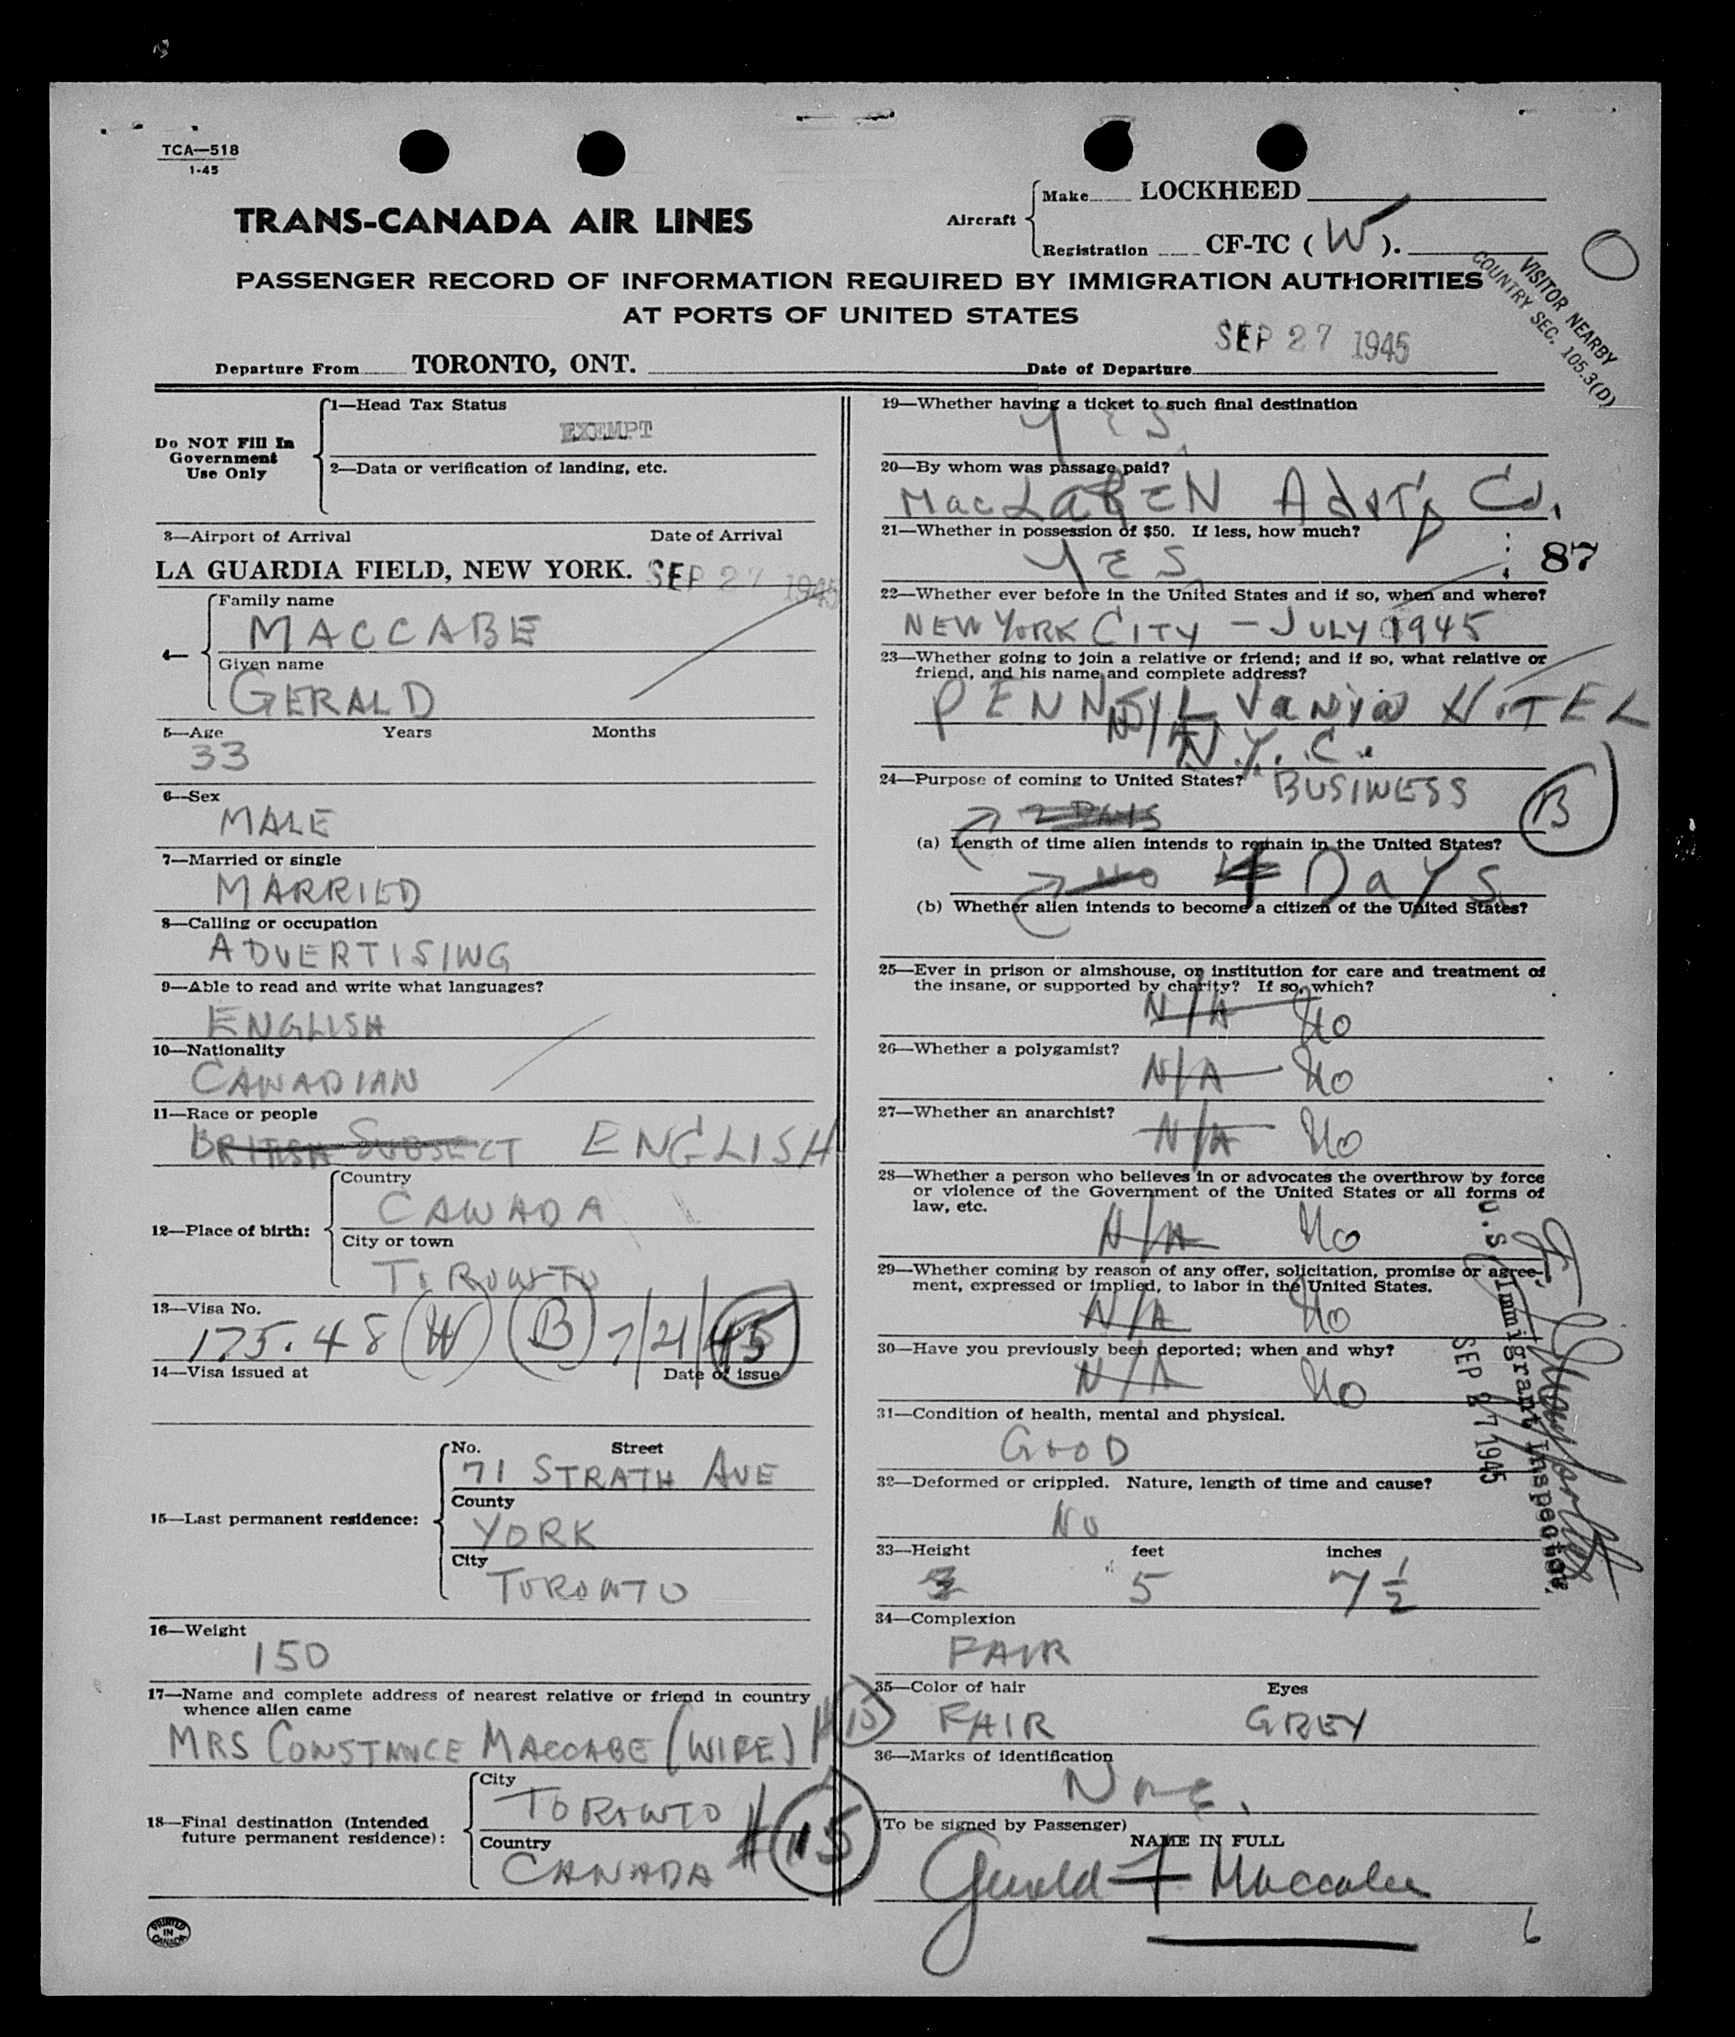 TCA—518
1-45
TRANS-CANADA AIR LINES
Aircraft
Make LOCKHEED
Registration CF-TC (W).
PASSENGER RECORD OF INFORMATION REQUIRED BY IMMIGRATION AUTHORITIES
AT PORTS OF UNITED STATES
VISITOR NEARBY
COUNTRY SEC. 105.3(D)
SEP 27 1945
Departure From TORONTO, ONT. Date of Departure
Do NOT Fill In
Government
Use Only
1—Head Tax Status
EXEMPT
2—Data or verification of landing, etc.
3—Airport of Arrival Date of Arrival
LA GUARDIA FIELD, NEW YORK. SEP 27 1945
4—
Family name
MACCABE
Given name
GERALD
5—Age Years Months
33
6—Sex
MALE
7—Married or single
MARRIED
8—Calling or occupation
ADVERTISING
9—Able to read and write what languages?
ENGLISH
10—Nationality
CANADIAN
11—Race or people
BRITISH SUBJECT ENGLISH
12—Place of birth:
Country
CANADA
City or town
TORONTO
13—Visa No.
175.48 (W) (B) 7/21/45
14—Visa issued at Date of issue
15—Last permanent residence:
No. Street
71 STRATH AVE
County
YORK
City
TORONTO
16—Weight
150
17—Name and complete address of nearest relative or friend in country
whence alien came
MRS CONSTANCE MACCABE (WIFE) #15
18—Final destination (Intended
future permanent residence):
City
TORONTO
Country
CANADA #15
PRINTED
IN
CANADA
19—Whether having a ticket to such final destination
YES.
20—By whom was passage paid?
MacLAREN Advt'g Co.
21—Whether in possession of $50. If less, how much?
YES
87
22—Whether ever before in the United States and if so, when and where?
NEW YORK CITY — JULY 1945
23—Whether going to join a relative or friend; and if so, what relative or
friend, and his name and complete address?
PENNSYLVania HOTEL
N.Y.C.
24—Purpose of coming to United States? BUSINESS
B
2 DAYS
(a) Length of time alien intends to remain in the United States?
No 4 DayS
(b) Whether alien intends to become a citizen of the United States?
25—Ever in prison or almshouse, or institution for care and treatment of
the insane, or supported by charity? If so, which?
N/A No
26—Whether a polygamist?
N/A No
27—Whether an anarchist?
N/A No
28—Whether a person who believes in or advocates the overthrow by force
or violence of the Government of the United States or all forms of
law, etc.
N/A No
29—Whether coming by reason of any offer, solicitation, promise or agree-
ment, expressed or implied, to labor in the United States.
N/A No
30—Have you previously been deported; when and why?
N/A No
31—Condition of health, mental and physical.
GOOD
32—Deformed or crippled. Nature, length of time and cause?
NO
33—Height feet inches
5 7 1/2
34—Complexion
FAIR
35—Color of hair Eyes
FAIR GREY
36—Marks of identification
None.
U.S. Immigrant Inspector.
SEP 27 1945
(To be signed by Passenger)
NAME IN FULL
Gerald F Maccabe
6